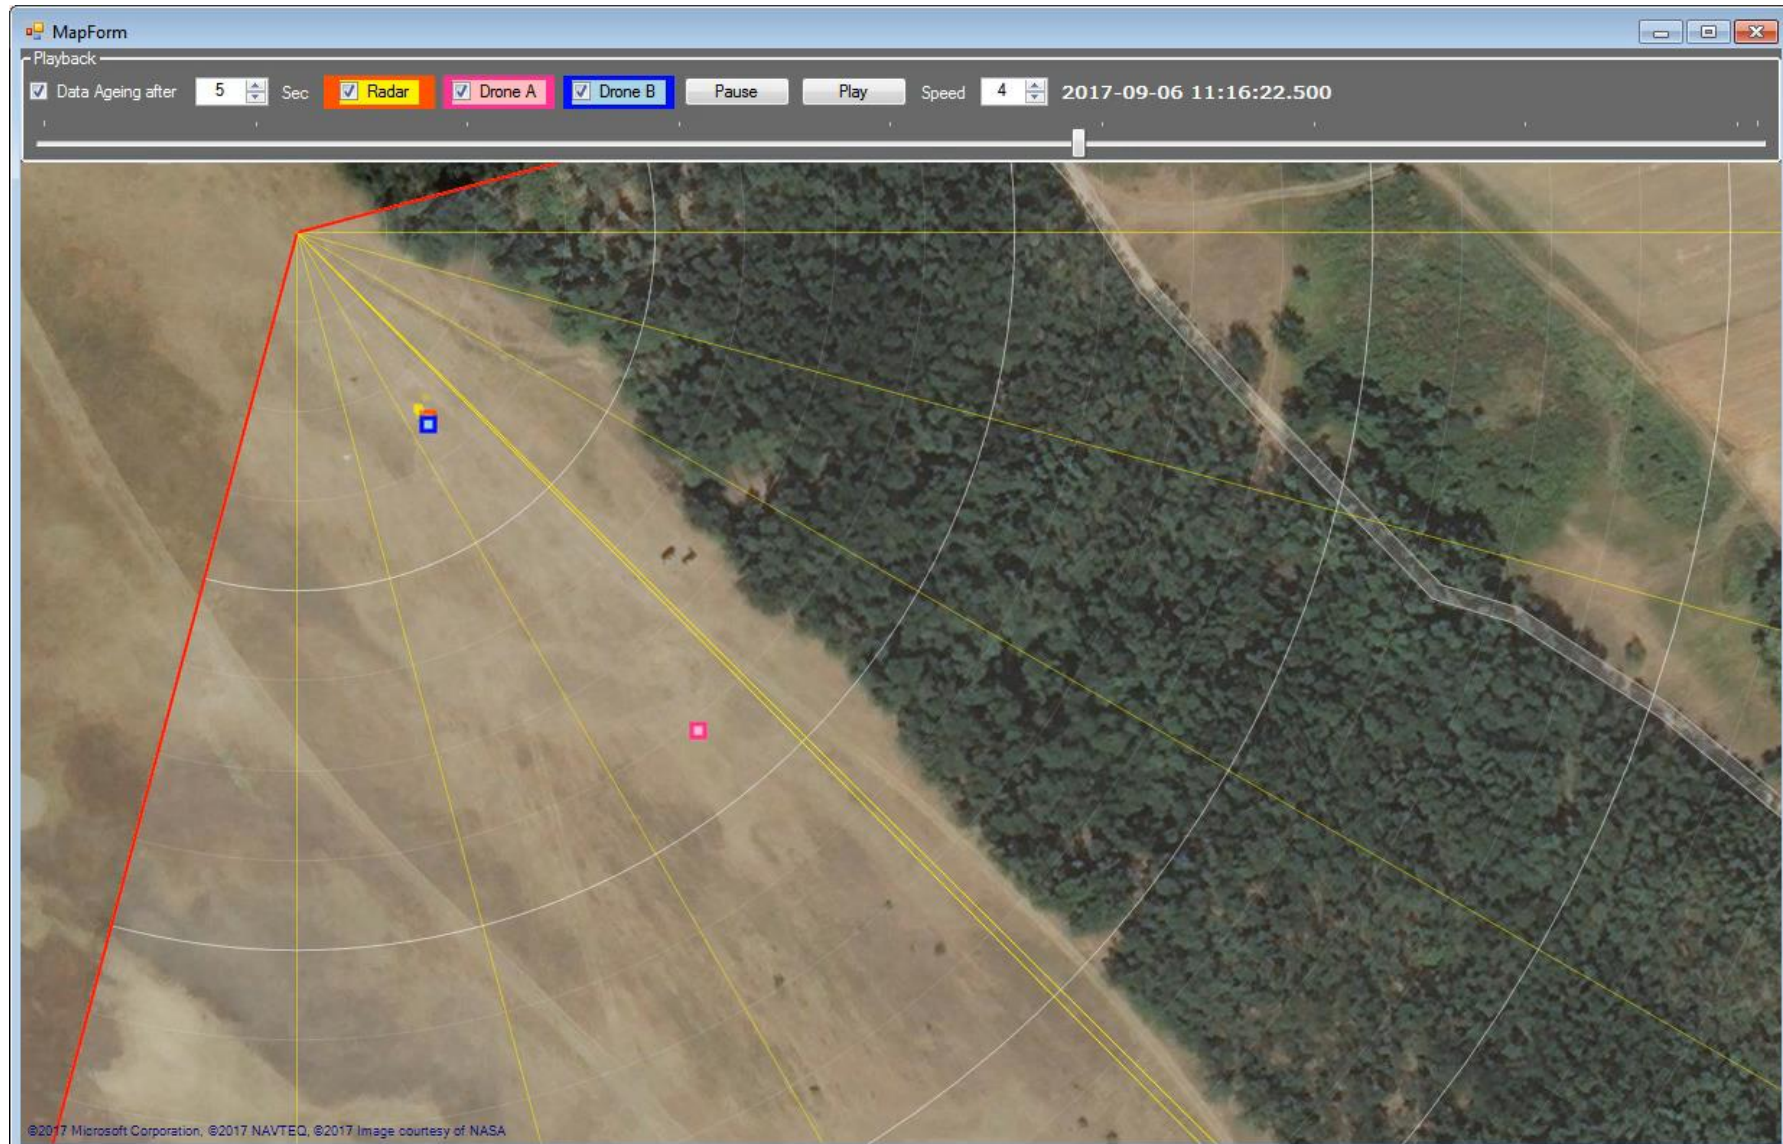 MapForm
Playback
Data Ageing after 5 Sec Radar Drone A Drone B Pause Play Speed 4 2017-09-06 11:16:22.500
©2017 Microsoft Corporation, ©2017 NAVTEQ, ©2017 Image courtesy of NASA